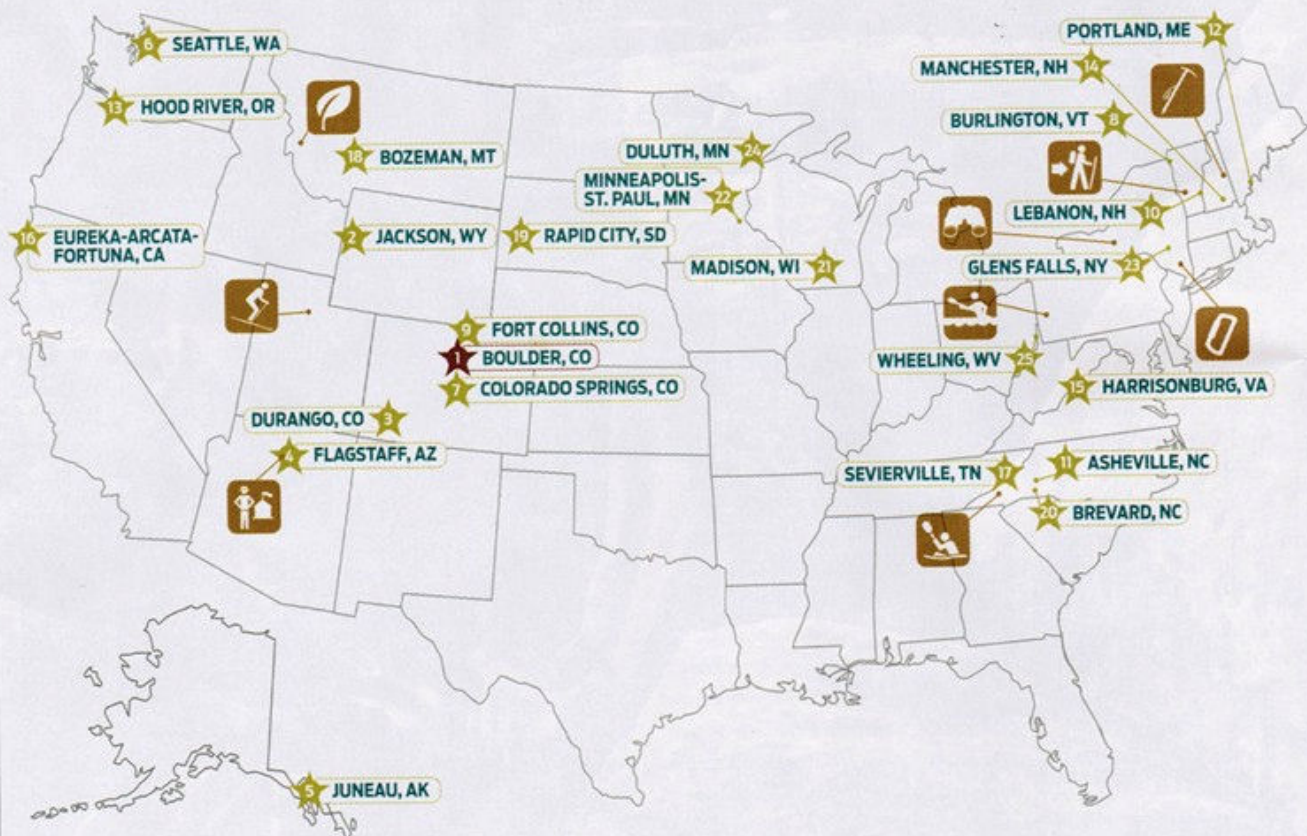 PORTLAND, ME 12
6 SEATTLE, WA
MANCHESTER, NH 14
13 HOOD RIVER, OR
BURLINGTON, VT 8
18 BOZEMAN, MT
DULUTH, MN 24
MINNEAPOLIS-
ST. PAUL, MN 22
LEBANON, NH 10
16 EUREKA-ARCATA-
FORTUNA, CA
2 JACKSON, WY
19 RAPID CITY, SD
MADISON, WI 21
GLENS FALLS, NY 23
9 FORT COLLINS, CO
1 BOULDER, CO
WHEELING, WV 25
7 COLORADO SPRINGS, CO
15 HARRISONBURG, VA
DURANGO, CO 3
4 FLAGSTAFF, AZ
SEVIERVILLE, TN 17
11 ASHEVILLE, NC
20 BREVARD, NC
5 JUNEAU, AK